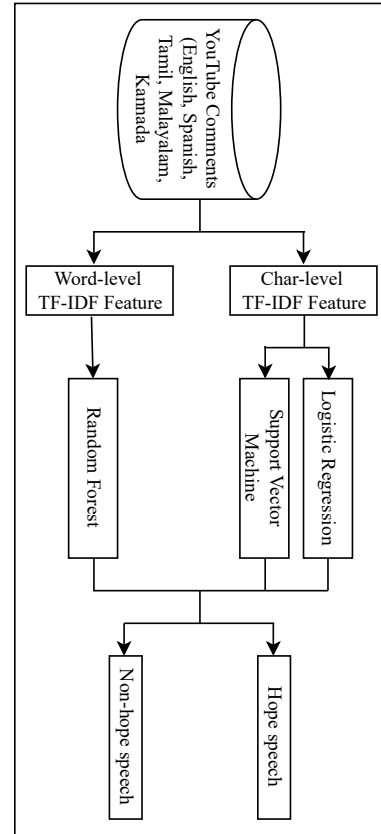 YouTube Comments
(English, Spanish,
Tamil, Malayalam,
Kannada
Word-level
TF-IDF Feature
Char-level
TF-IDF Feature
Random Forest
Support Vector
Machine
Logistic Regression
Non-hope speech
Hope speech